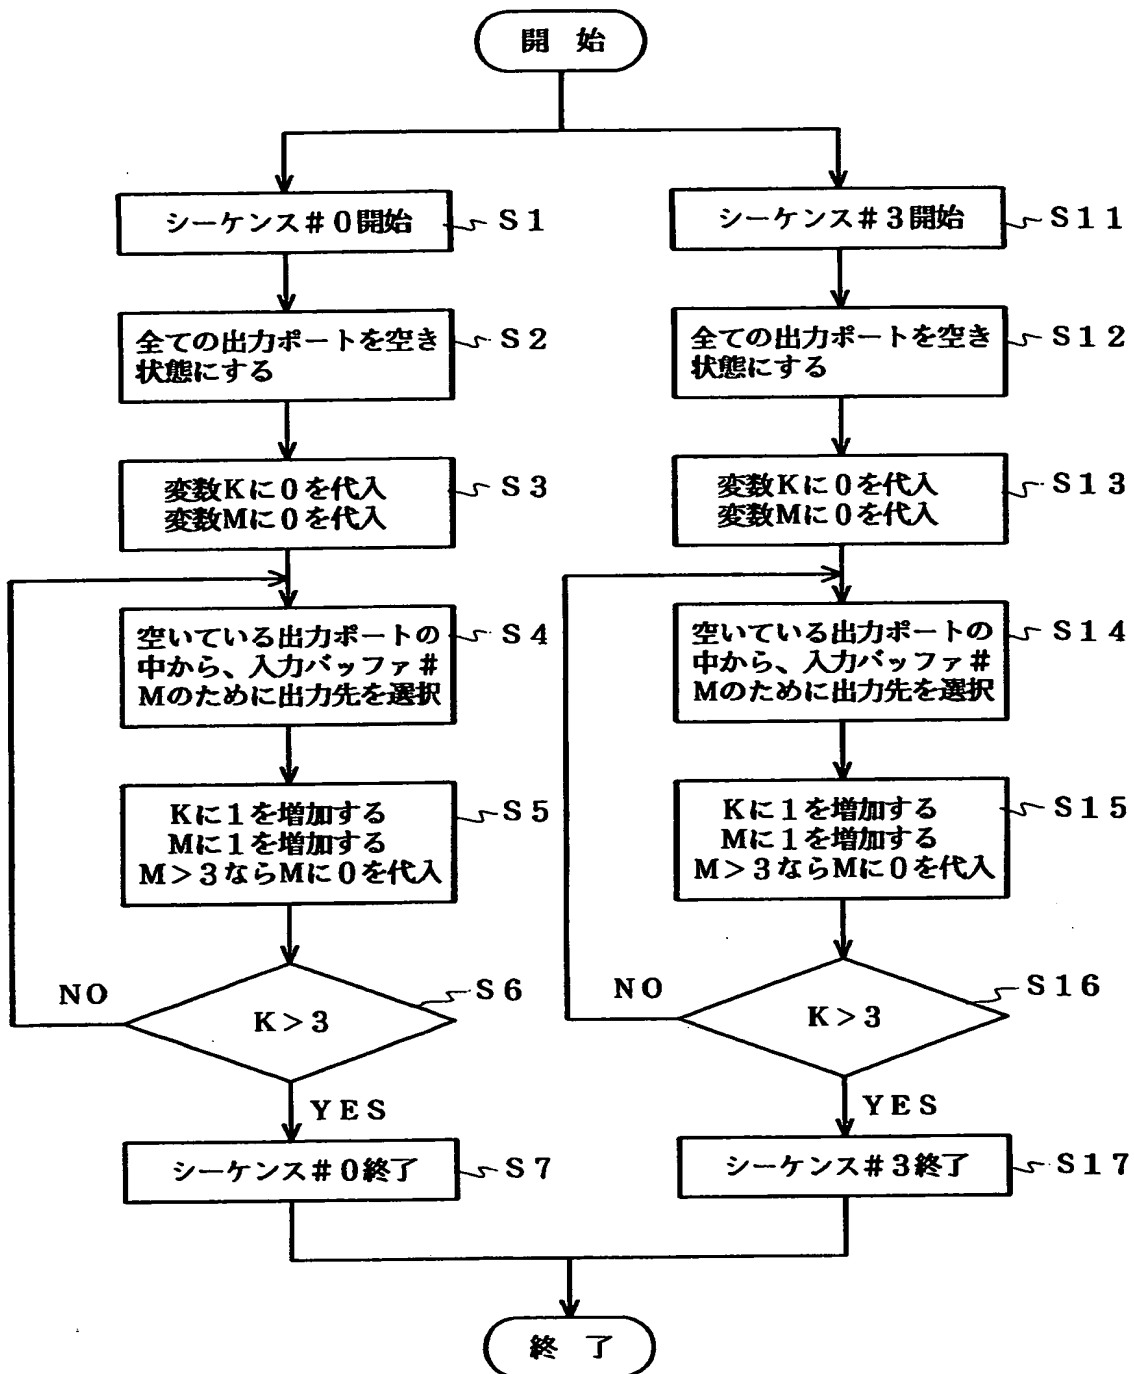 開 始
シーケンス＃０開始
Ｓ１
全ての出力ポートを空き
状態にする
Ｓ２
変数Ｋに０を代入
変数Ｍに０を代入
Ｓ３
空いている出力ポートの
中から、入力バッファ＃
Ｍのために出力先を選択
Ｓ４
Ｋに１を増加する
Ｍに１を増加する
Ｍ＞３ならＭに０を代入
Ｓ５
Ｋ＞３
Ｓ６
ＮＯ
ＹＥＳ
シーケンス＃０終了
Ｓ７
シーケンス＃３開始
Ｓ１１
全ての出力ポートを空き
状態にする
Ｓ１２
変数Ｋに０を代入
変数Ｍに０を代入
Ｓ１３
空いている出力ポートの
中から、入力バッファ＃
Ｍのために出力先を選択
Ｓ１４
Ｋに１を増加する
Ｍに１を増加する
Ｍ＞３ならＭに０を代入
Ｓ１５
Ｋ＞３
Ｓ１６
ＮＯ
ＹＥＳ
シーケンス＃３終了
Ｓ１７
終 了